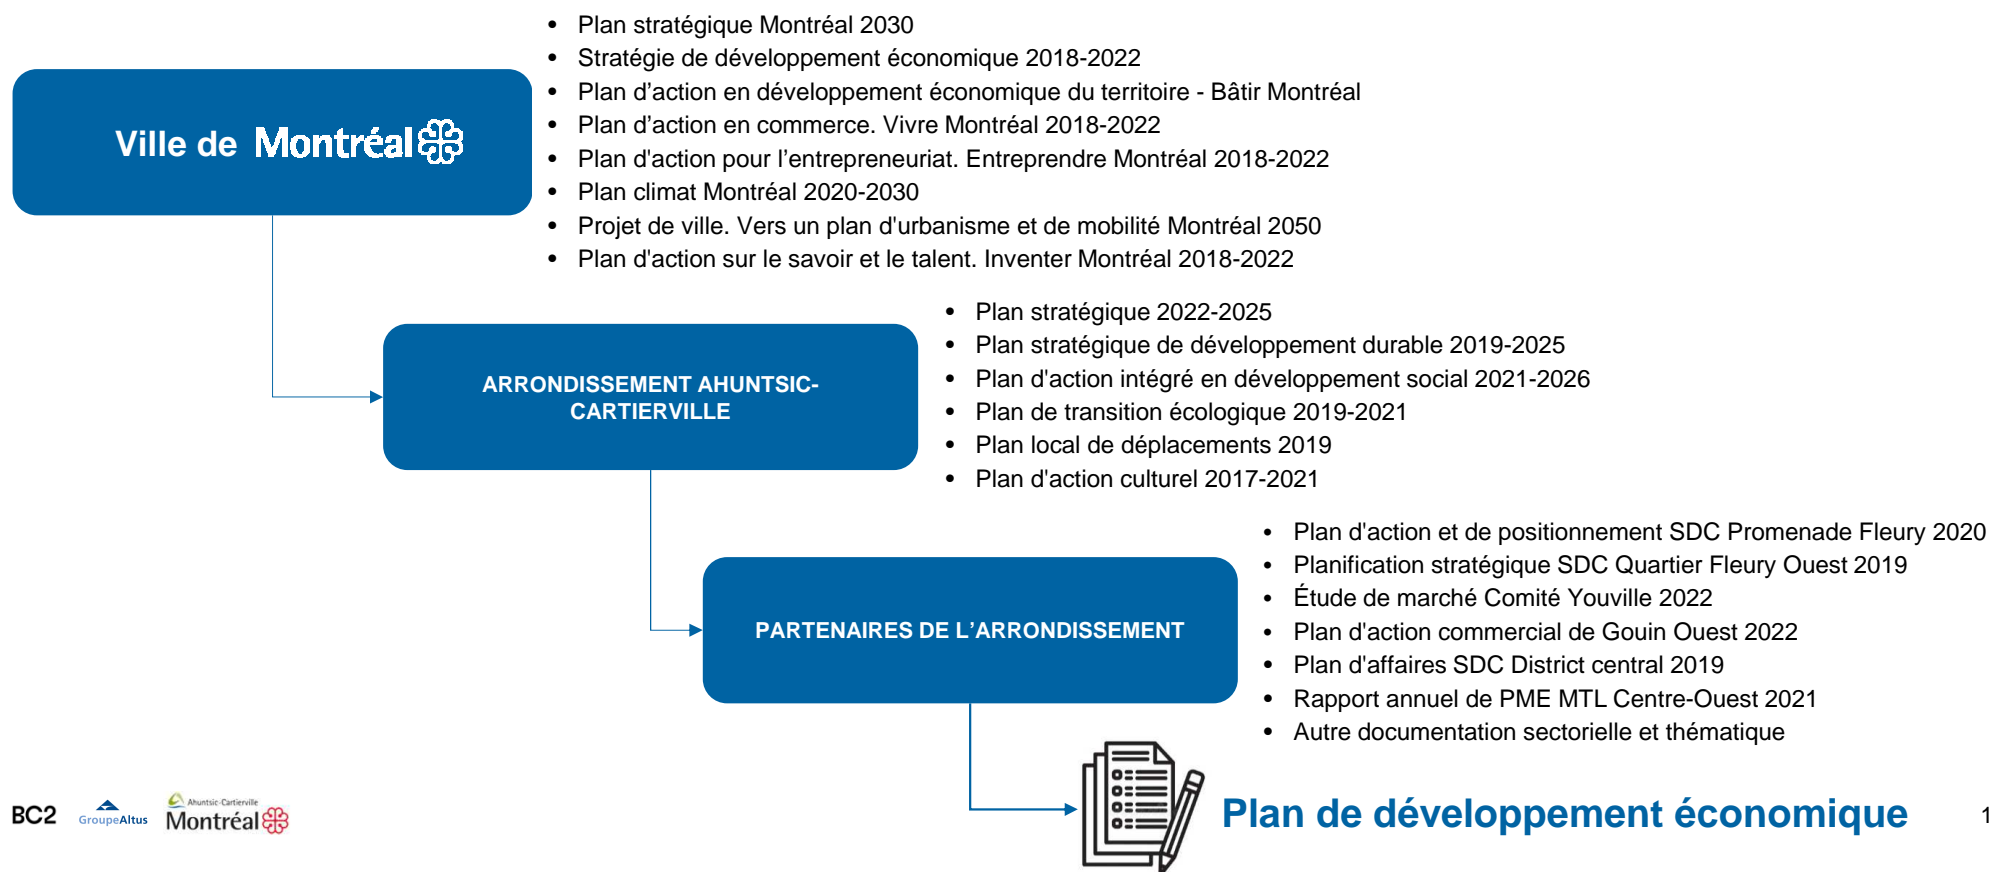 • Plan stratégique Montréal 2030
• Stratégie de développement économique 2018-2022
• Plan d’action en développement économique du territoire - Bâtir Montréal
• Plan d’action en commerce. Vivre Montréal 2018-2022
• Plan d'action pour l’entrepreneuriat. Entreprendre Montréal 2018-2022
• Plan climat Montréal 2020-2030
• Projet de ville. Vers un plan d'urbanisme et de mobilité Montréal 2050
• Plan d'action sur le savoir et le talent. Inventer Montréal 2018-2022
Ville de Montréal
• Plan stratégique 2022-2025
• Plan stratégique de développement durable 2019-2025
• Plan d'action intégré en développement social 2021-2026
• Plan de transition écologique 2019-2021
• Plan local de déplacements 2019
• Plan d'action culturel 2017-2021
ARRONDISSEMENT AHUNTSIC-
CARTIERVILLE
• Plan d'action et de positionnement SDC Promenade Fleury 2020
• Planification stratégique SDC Quartier Fleury Ouest 2019
• Étude de marché Comité Youville 2022
• Plan d'action commercial de Gouin Ouest 2022
• Plan d'affaires SDC District central 2019
• Rapport annuel de PME MTL Centre-Ouest 2021
• Autre documentation sectorielle et thématique
PARTENAIRES DE L’ARRONDISSEMENT
Plan de développement économique
BC2
GroupeAltus
Ahuntsic-Cartierville
Montréal
1